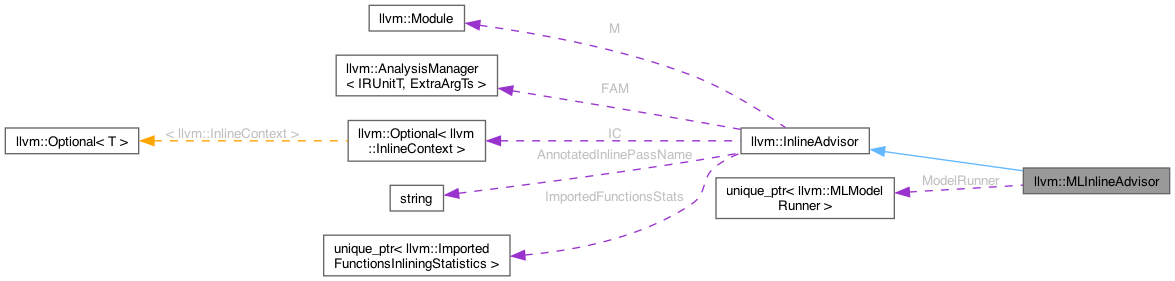 llvm::Module
M
llvm::AnalysisManager
< IRUnitT, ExtraArgTs >
FAM
llvm::Optional< T >
< llvm::InlineContext >
llvm::Optional< llvm
::InlineContext >
IC
llvm::InlineAdvisor
AnnotatedInlinePassName
string
ImportedFunctionsStats
unique_ptr< llvm::MLModel
Runner >
ModelRunner
llvm::MLInlineAdvisor
unique_ptr< llvm::Imported
FunctionsInliningStatistics >